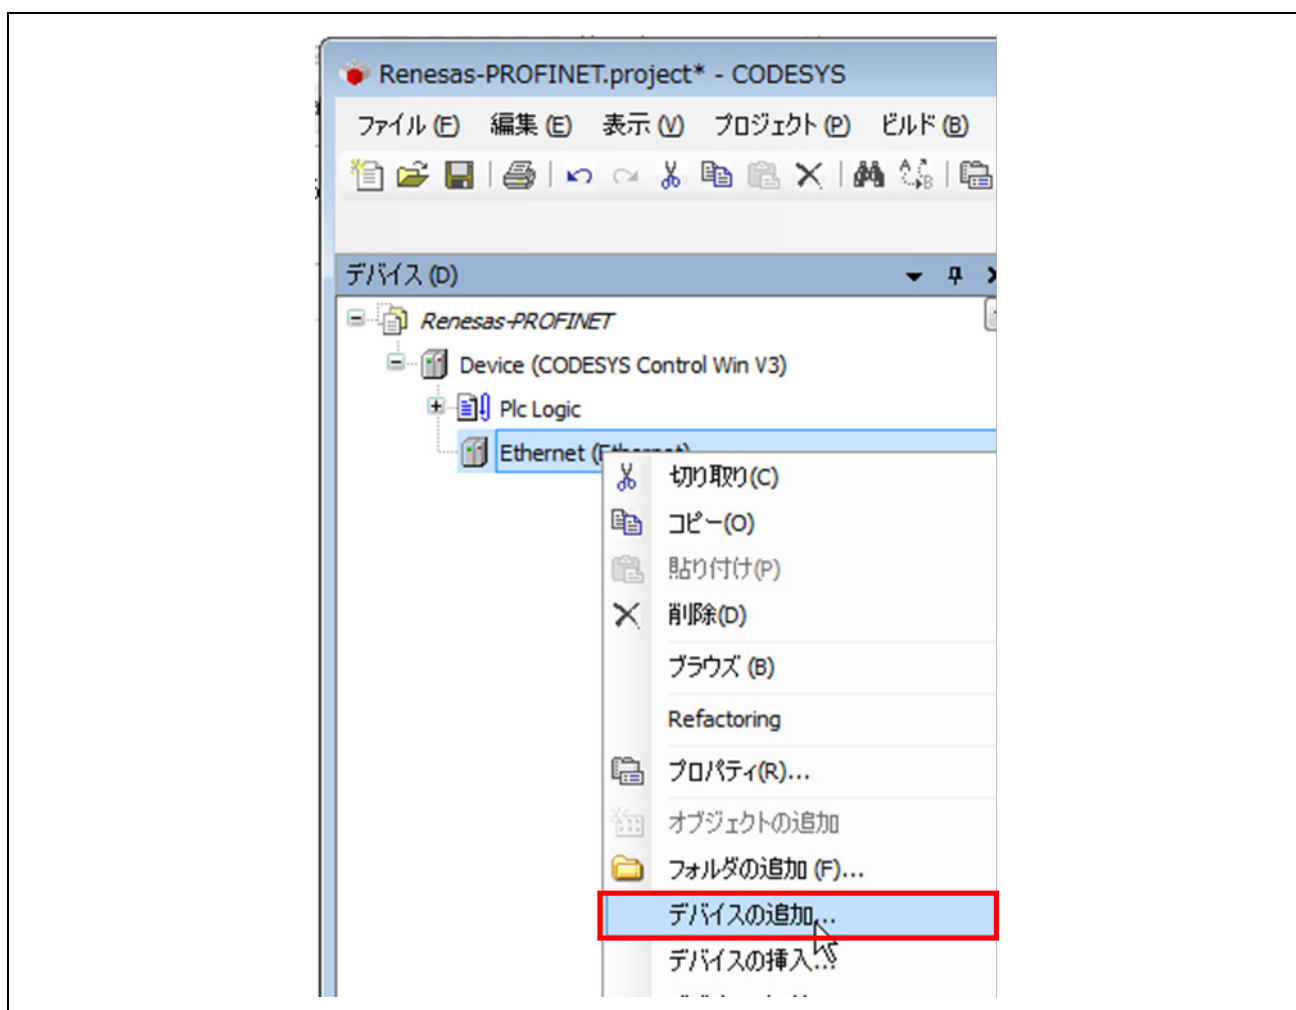 Renesas-PROFINET.project* - CODESYS
ファイル (F) 編集 (E) 表示 (V) プロジェクト (P) ビルド (B)
デバイス (D)
Renesas-PROFINET
Device (CODESYS Control Win V3)
Plc Logic
Ethernet (Ethernet)
切り取り(C)
コピー(O)
貼り付け(P)
削除(D)
ブラウズ (B)
Refactoring
プロパティ(R)...
オブジェクトの追加
フォルダの追加 (F)...
デバイスの追加...
デバイスの挿入...